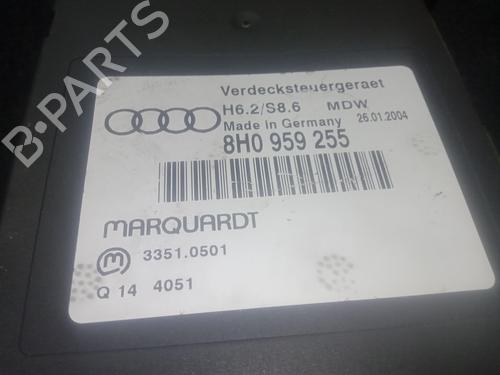 B-PARTS
Verdecksteuergeraet
H6.2/S8.6 MDW
Made in Germany 26.01.2004
8H0 959 255
MARQUARDT
m 3351.0501
Q 14 4051